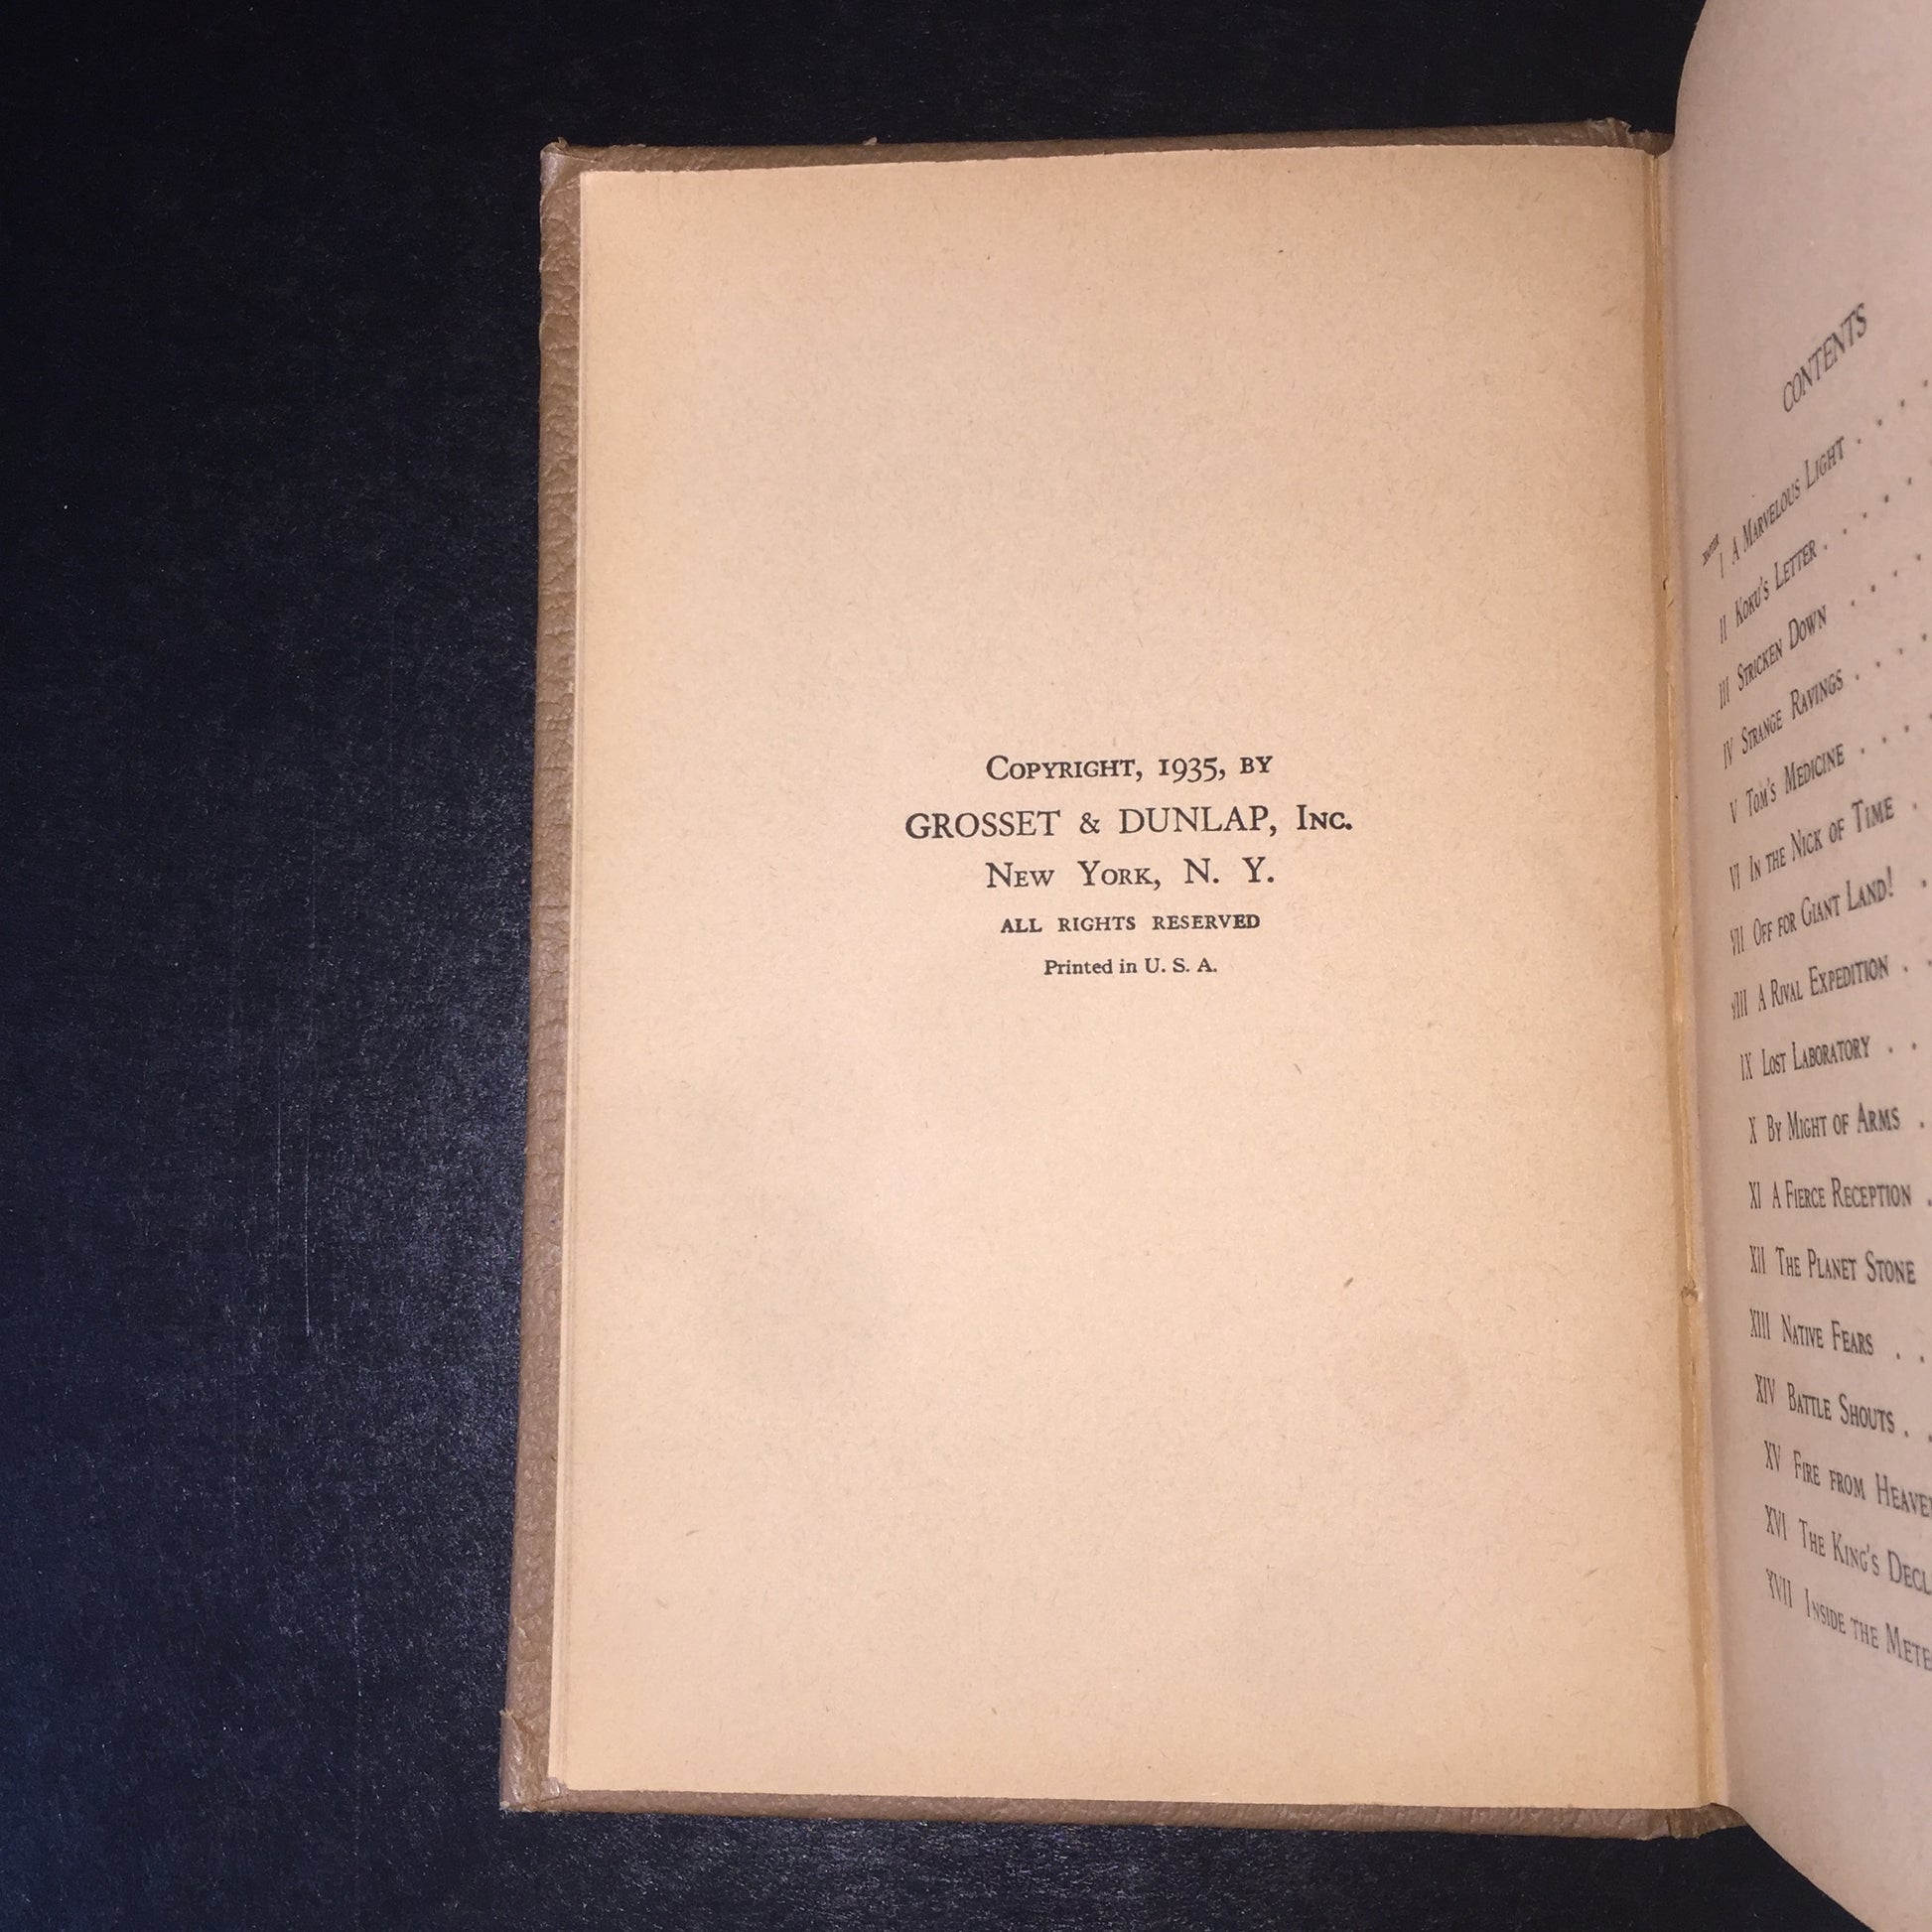 COPYRIGHT, 1935, BY
GROSSET & DUNLAP, INC.
NEW YORK, N. Y.
ALL RIGHTS RESERVED
Printed in U. S. A.
CONTENTS
I A MARVELOUS LIGHT . . .
II KOKU'S LETTER . . . . .
III STRICKEN DOWN . . . .
IV STRANGE RAVINGS . . . .
V TOM'S MEDICINE . . . .
VI IN THE NICK OF TIME .
VII OFF FOR GIANT LAND! .
VIII A RIVAL EXPEDITION . .
IX LOST LABORATORY . .
X BY MIGHT OF ARMS .
XI A FIERCE RECEPTION .
XII THE PLANET STONE
XIII NATIVE FEARS . .
XIV BATTLE SHOUTS . .
XV FIRE FROM
XVI THE KING'S
XVII INSIDE THE